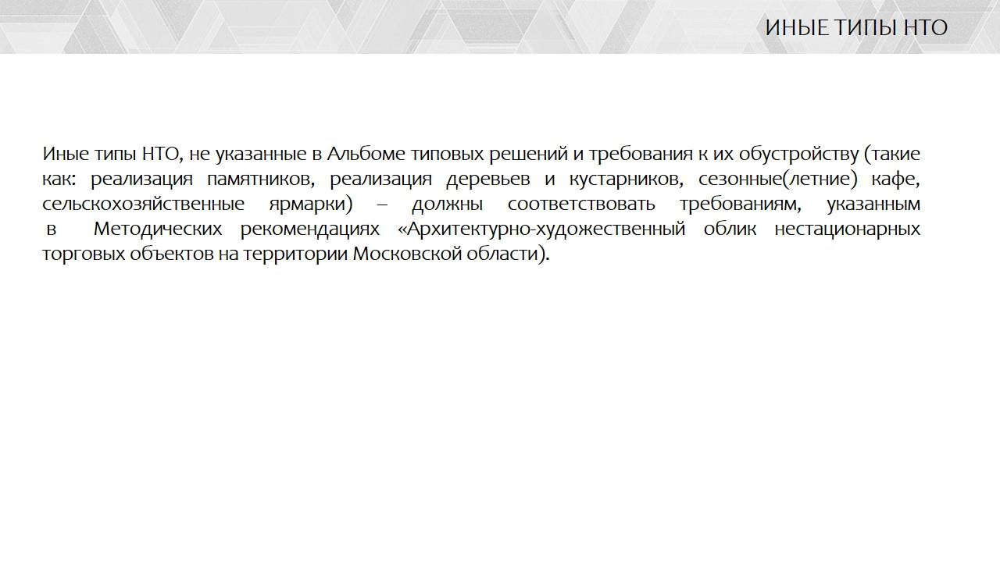 ИНЫЕ ТИПЫ НТО
Иные типы НТО, не указанные в Альбоме типовых решений и требования к их обустройству (такие
как: реализация памятников, реализация деревьев и кустарников, сезонные(летние) кафе,
сельскохозяйственные ярмарки) – должны соответствовать требованиям, указанным
в Методических рекомендациях «Архитектурно-художественный облик нестационарных
торговых объектов на территории Московской области).